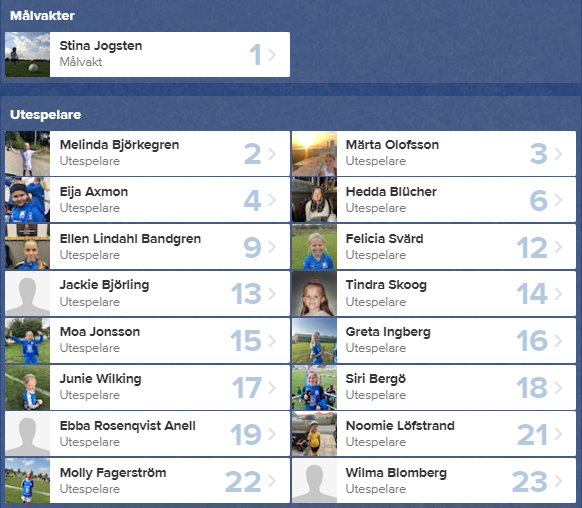 Målvakter
Stina Jogsten
Målvakt
1
Utespelare
Melinda Björkegren
Utespelare
2
Märta Olofsson
Utespelare
3
Eija Axmon
Utespelare
4
Hedda Blücher
Utespelare
6
Ellen Lindahl Bandgren
Utespelare
9
Felicia Svärd
Utespelare
12
Jackie Björling
Utespelare
13
Tindra Skoog
Utespelare
14
Moa Jonsson
Utespelare
15
Greta Ingberg
Utespelare
16
Junie Wilking
Utespelare
17
Siri Bergö
Utespelare
18
Ebba Rosenqvist Anell
Utespelare
19
Noomie Löfstrand
Utespelare
21
Molly Fagerström
Utespelare
22
Wilma Blomberg
Utespelare
23